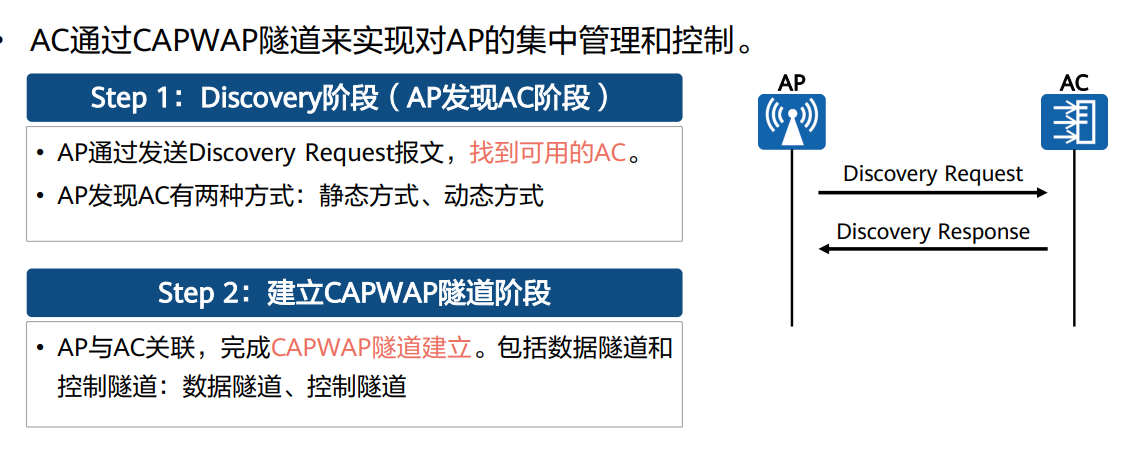 • AC通过CAPWAP隧道来实现对AP的集中管理和控制。
Step 1：Discovery阶段（AP发现AC阶段）
• AP通过发送Discovery Request报文，找到可用的AC。
• AP发现AC有两种方式：静态方式、动态方式
Step 2：建立CAPWAP隧道阶段
• AP与AC关联，完成CAPWAP隧道建立。包括数据隧道和
控制隧道：数据隧道、控制隧道
AP
AC
Discovery Request
Discovery Response